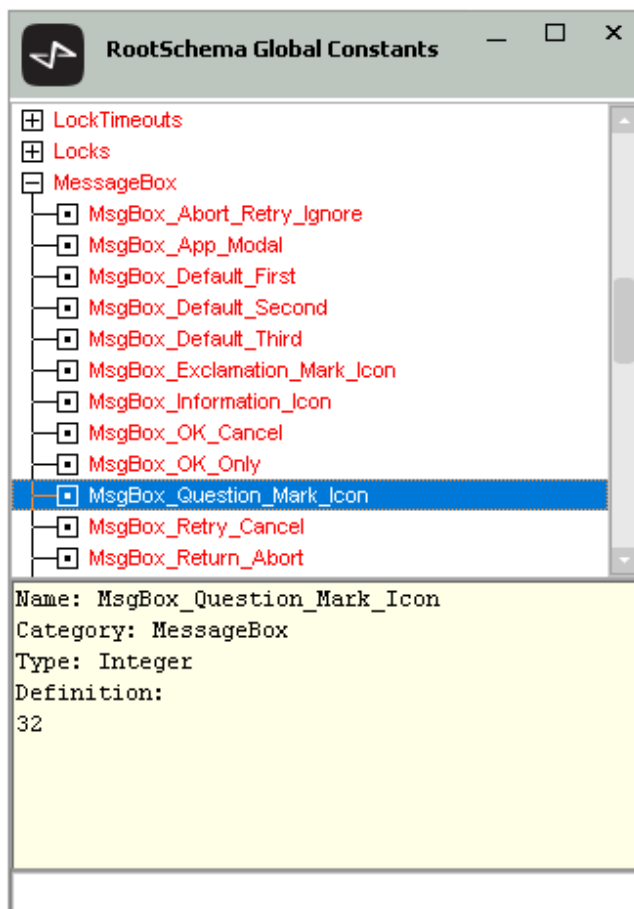 RootSchema Global Constants
LockTimeouts
Locks
MessageBox
MsgBox_Abort_Retry_Ignore
MsgBox_App_Modal
MsgBox_Default_First
MsgBox_Default_Second
MsgBox_Default_Third
MsgBox_Exclamation_Mark_Icon
MsgBox_Information_Icon
MsgBox_OK_Cancel
MsgBox_OK_Only
MsgBox_Question_Mark_Icon
MsgBox_Retry_Cancel
MsgBox_Return_Abort
Name: MsgBox_Question_Mark_Icon
Category: MessageBox
Type: Integer
Definition:
32